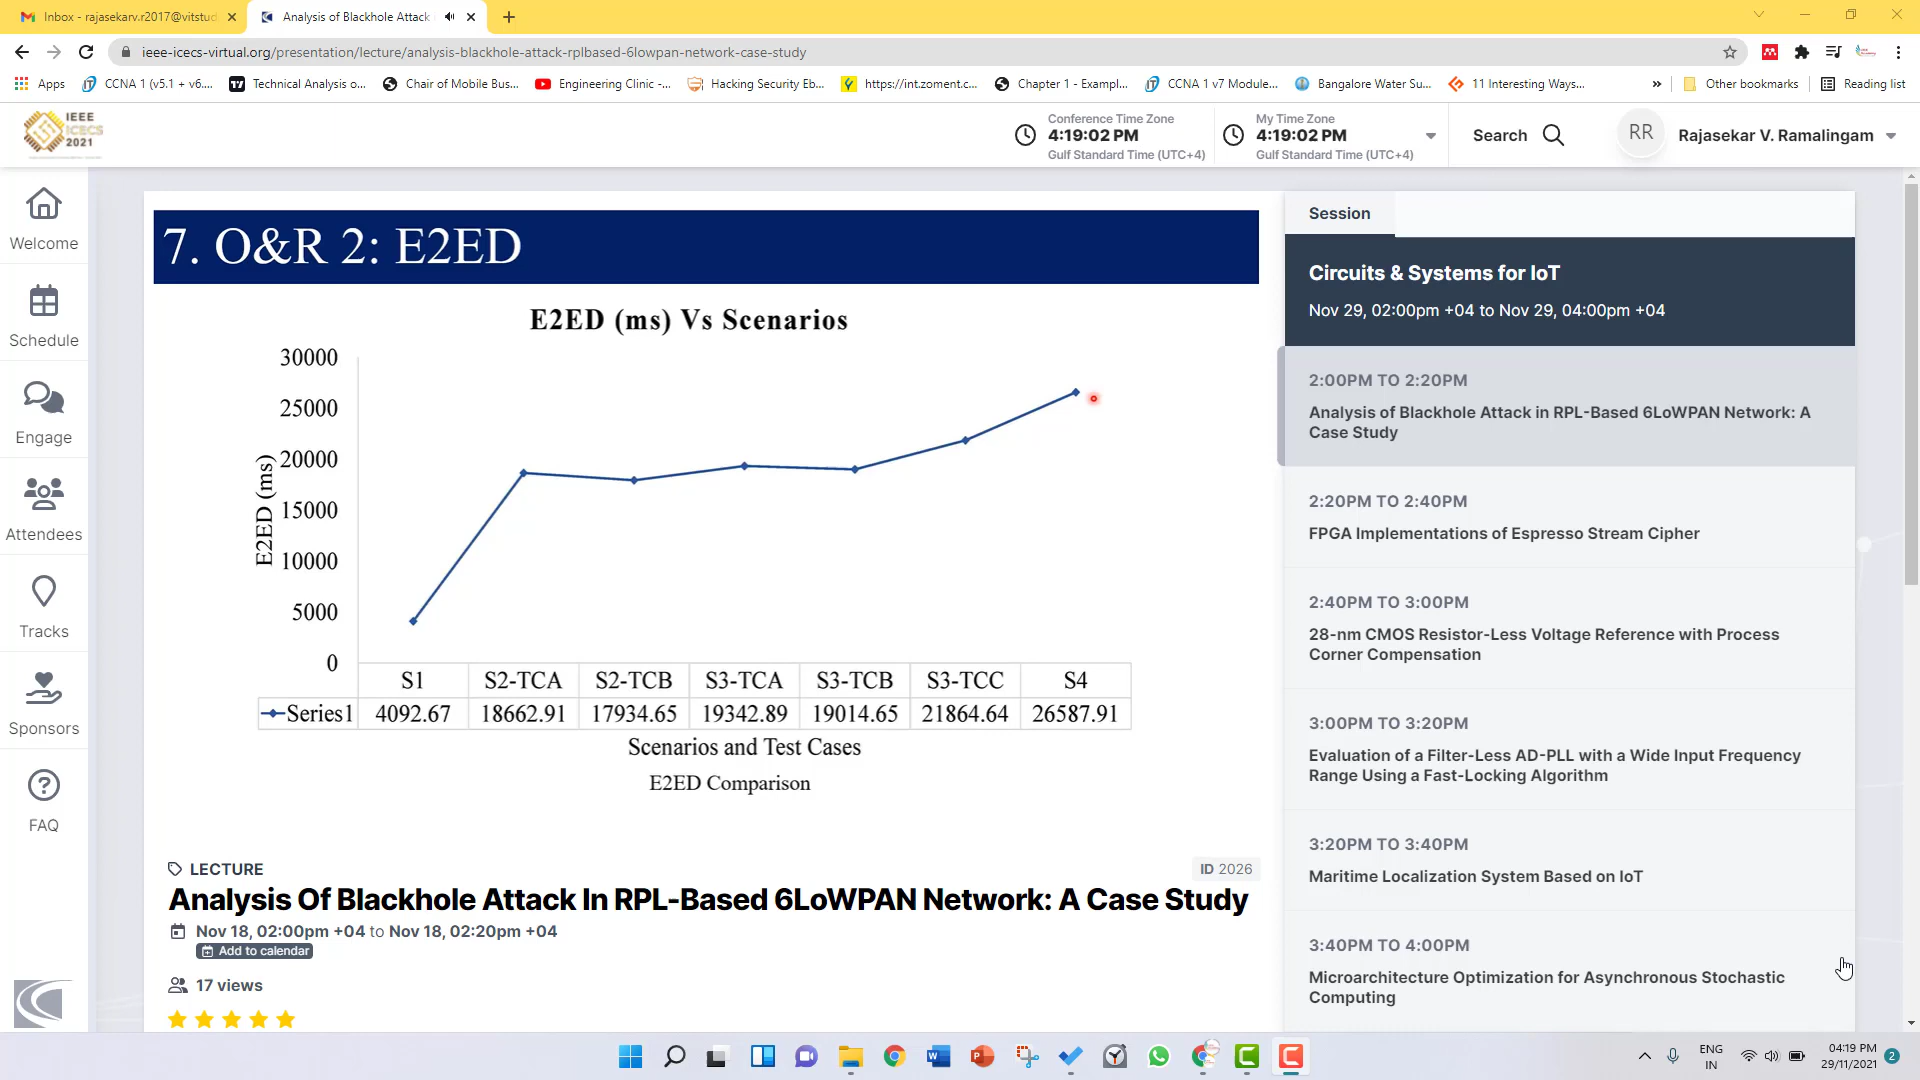 Inbox - rajasekarv.r2017@vitstud
Analysis of Blackhole Attack
ieee-icecs-virtual.org/presentation/lecture/analysis-blackhole-attack-rplbased-6lowpan-network-case-study
Apps
CCNA 1 (v5.1 + v6....
Technical Analysis o...
Chair of Mobile Bus...
Engineering Clinic -...
Hacking Security Eb...
https://int.zoment.c...
Chapter 1 - Exampl...
CCNA 1 v7 Module...
Bangalore Water Su...
11 Interesting Ways...
»
Other bookmarks
Reading list
IEEE
ICECS
2021
Conference Time Zone
4:19:02 PM
Gulf Standard Time (UTC+4)
My Time Zone
4:19:02 PM
Gulf Standard Time (UTC+4)
Search
RR
Rajasekar V. Ramalingam
Welcome
Schedule
Engage
Attendees
Tracks
Sponsors
FAQ
7. O&R 2: E2ED
E2ED (ms) Vs Scenarios
30000
25000
20000
15000
10000
5000
0
E2ED (ms)
S1 S2-TCA S2-TCB S3-TCA S3-TCB S3-TCC S4
Series1 4092.67 18662.91 17934.65 19342.89 19014.65 21864.64 26587.91
Scenarios and Test Cases
E2ED Comparison
LECTURE
ID 2026
Analysis Of Blackhole Attack In RPL-Based 6LoWPAN Network: A Case Study
Nov 18, 02:00pm +04 to Nov 18, 02:20pm +04
Add to calendar
17 views
Session
Circuits & Systems for IoT
Nov 29, 02:00pm +04 to Nov 29, 04:00pm +04
2:00PM TO 2:20PM
Analysis of Blackhole Attack in RPL-Based 6LoWPAN Network: A
Case Study
2:20PM TO 2:40PM
FPGA Implementations of Espresso Stream Cipher
2:40PM TO 3:00PM
28-nm CMOS Resistor-Less Voltage Reference with Process
Corner Compensation
3:00PM TO 3:20PM
Evaluation of a Filter-Less AD-PLL with a Wide Input Frequency
Range Using a Fast-Locking Algorithm
3:20PM TO 3:40PM
Maritime Localization System Based on IoT
3:40PM TO 4:00PM
Microarchitecture Optimization for Asynchronous Stochastic
Computing
ENG
IN
04:19 PM
29/11/2021
2